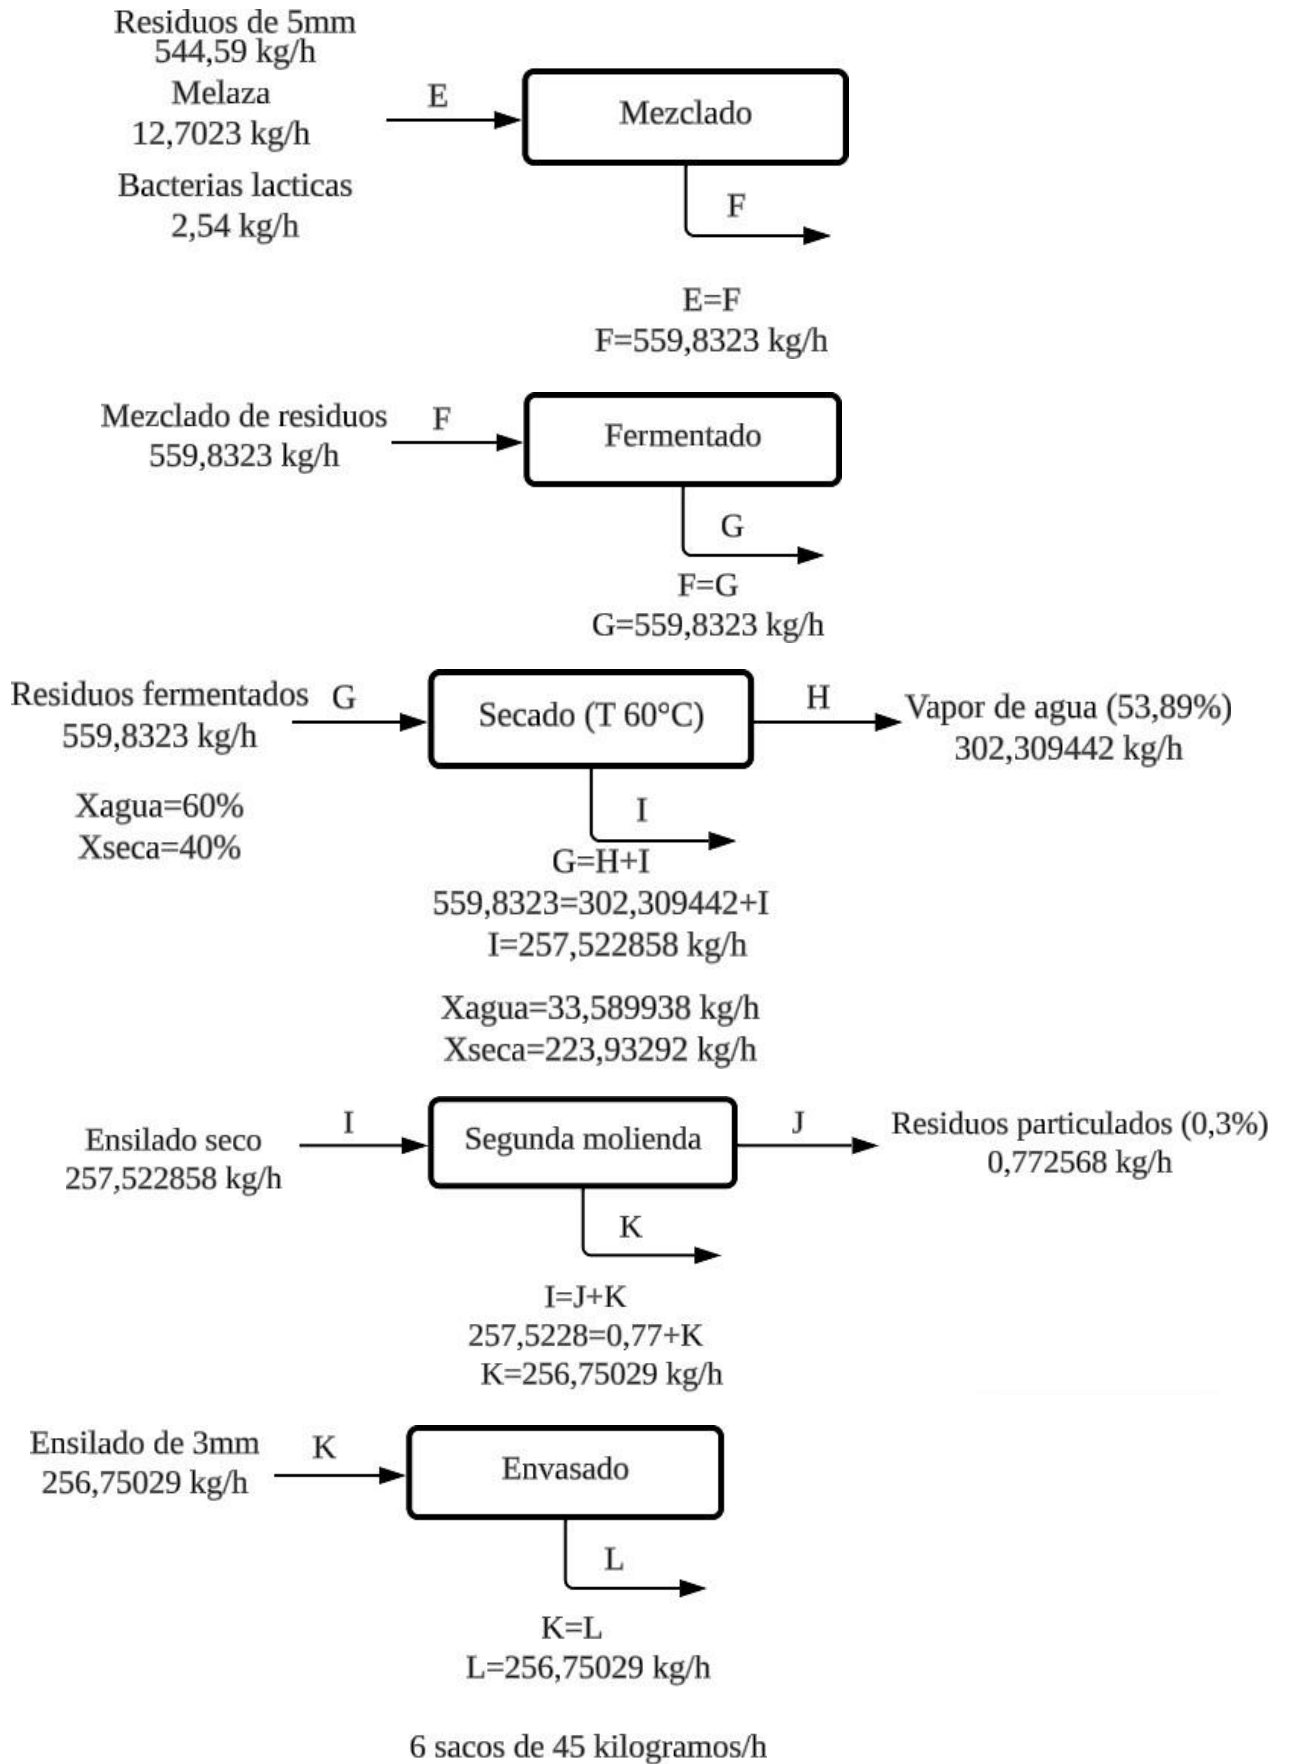 Residuos de 5mm
544,59 kg/h
Melaza
12,7023 kg/h
Bacterias lacticas
2,54 kg/h
E
Mezclado
F
E=F
F=559,8323 kg/h
Mezclado de residuos
559,8323 kg/h
F
Fermentado
G
F=G
G=559,8323 kg/h
Residuos fermentados
559,8323 kg/h
G
Xagua=60%
Xseca=40%
Secado (T 60°C)
H
Vapor de agua (53,89%)
302,309442 kg/h
I
G=H+I
559,8323=302,309442+I
I=257,522858 kg/h
Xagua=33,589938 kg/h
Xseca=223,93292 kg/h
Ensilado seco
257,522858 kg/h
I
Segunda molienda
J
Residuos particulados (0,3%)
0,772568 kg/h
K
I=J+K
257,5228=0,77+K
K=256,75029 kg/h
Ensilado de 3mm
256,75029 kg/h
K
Envasado
L
K=L
L=256,75029 kg/h
6 sacos de 45 kilogramos/h